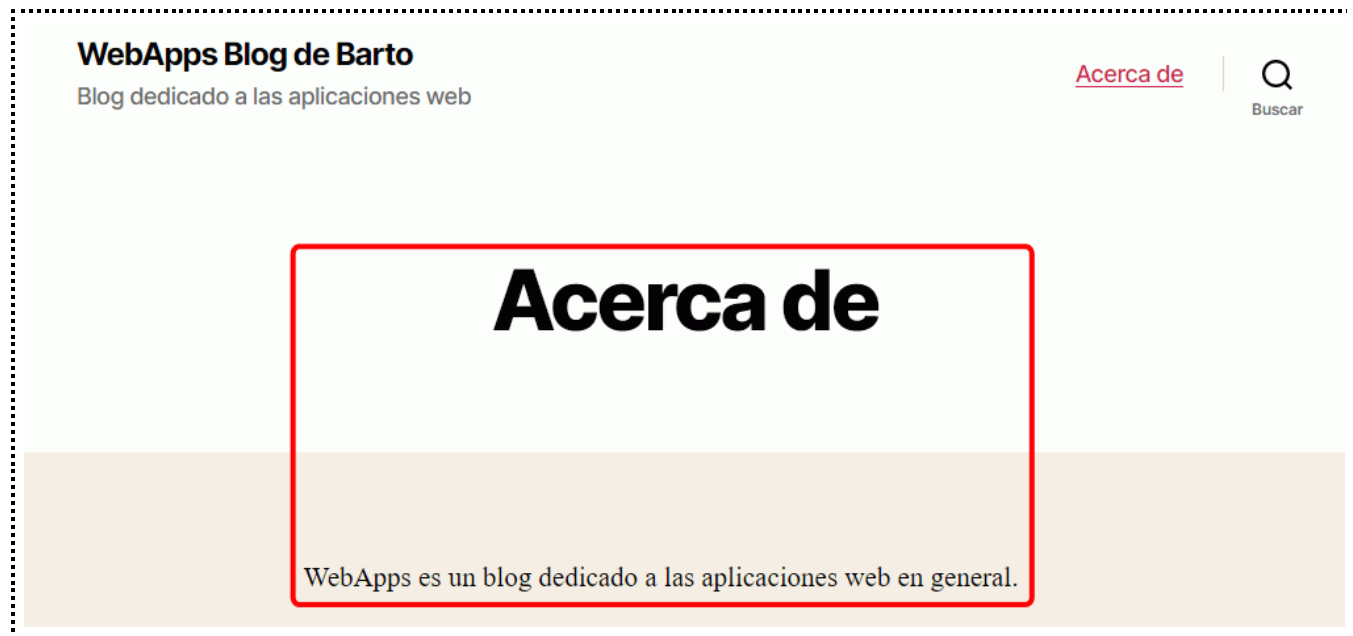 WebApps Blog de Barto
Blog dedicado a las aplicaciones web
Acerca de
Buscar
Acerca de
WebApps es un blog dedicado a las aplicaciones web en general.